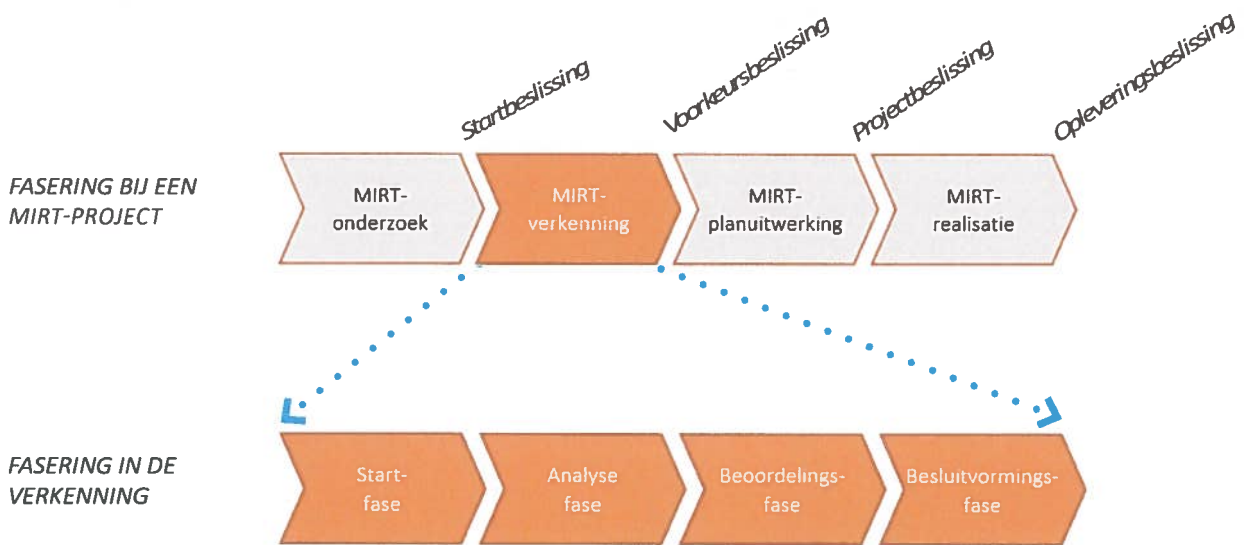 Startbeslissing
Voorkeursbeslissing
Projectbeslissing
Opleveringsbeslissing
FASERING BIJ EEN
MIRT-PROJECT
MIRT-
onderzoek
MIRT-
verkenning
MIRT-
planuitwerking
MIRT-
realisatie
FASERING IN DE
VERKENNING
Start-
fase
Analyse
fase
Beoordelings-
fase
Besluitvormings-
fase